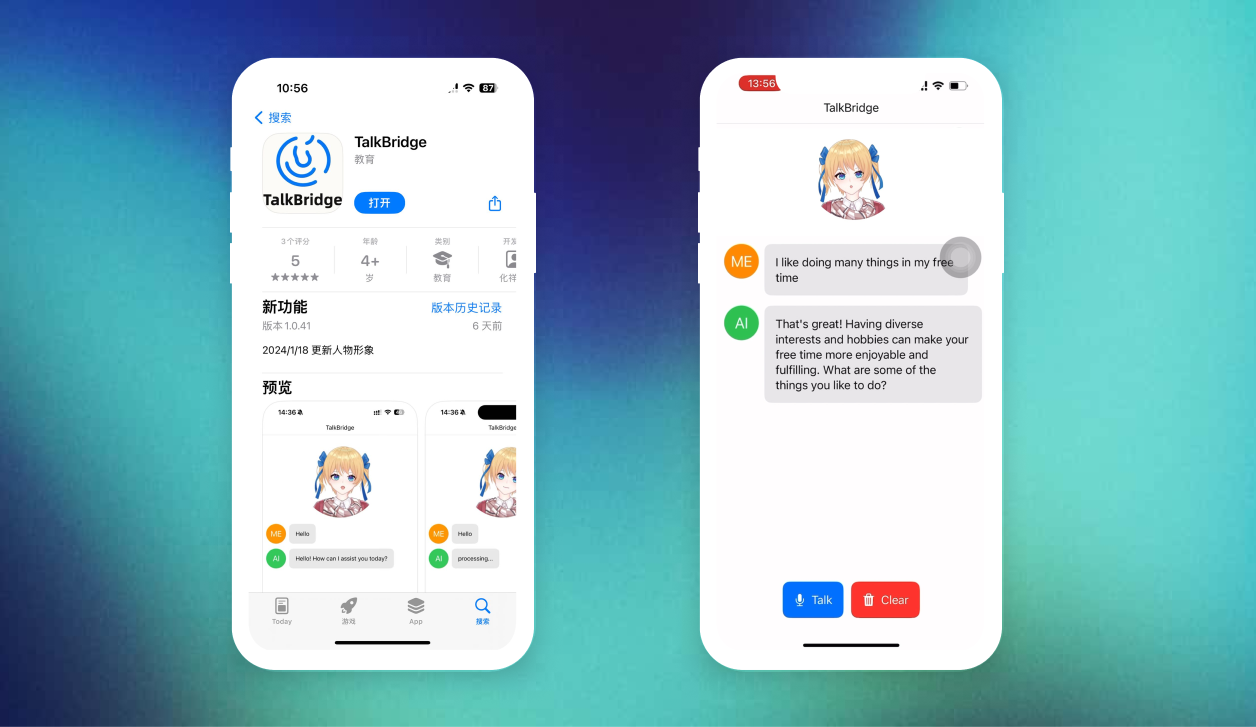 10:56
87
搜索
TalkBridge
TalkBridge
教育
打开
3个评分
年龄
类别
5
4+
★★★★★
岁
教育
新功能
版本历史记录
版本 1.0.41
6 天前
2024/1/18 更新人物形象
预览
14:36
TalkBridge
ME
Hello
AI
Hello! How can I assist you today?
14:36
ME
Hello
AI
processing...
Today
游戏
App
搜索
13:56
TalkBridge
ME
I like doing many things in my free
time
AI
That's great! Having diverse
interests and hobbies can make your
free time more enjoyable and
fulfilling. What are some of the
things you like to do?
Talk
Clear